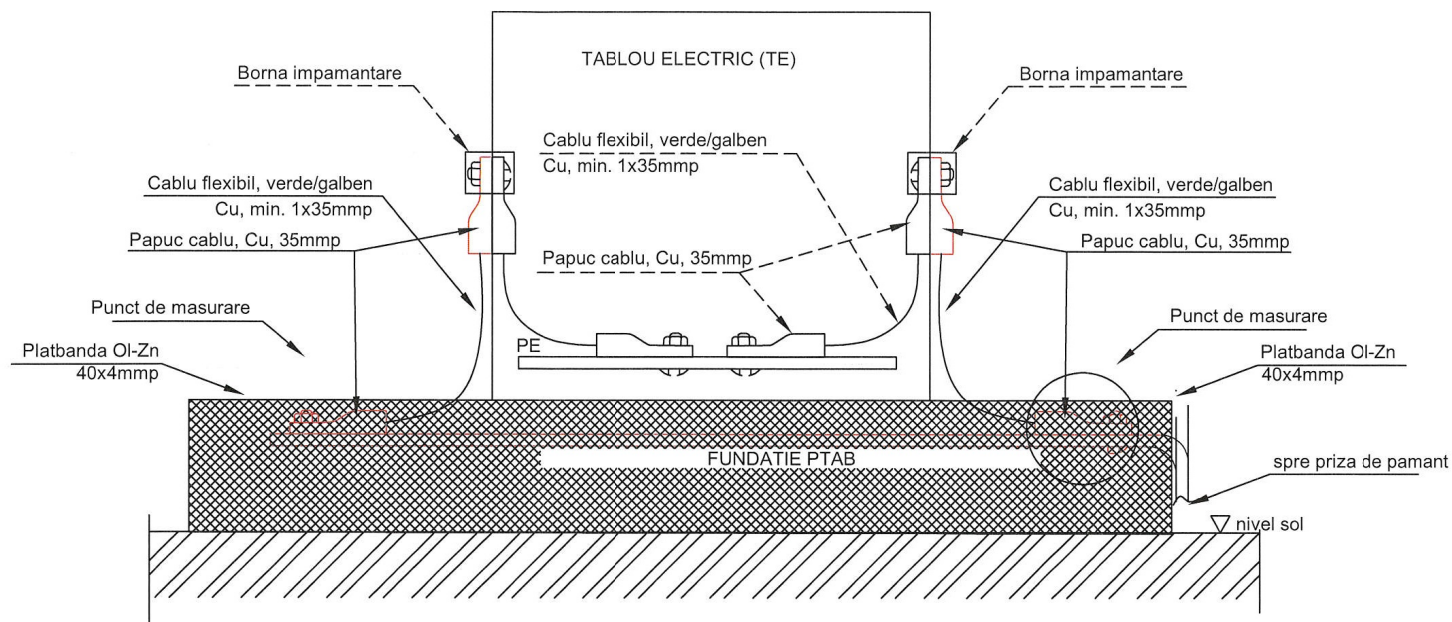 TABLOU ELECTRIC (TE)
Borna impamantare
Borna impamantare
Cablu flexibil, verde/galben
Cu, min. 1x35mmp
Cablu flexibil, verde/galben
Cu, min. 1x35mmp
Cablu flexibil, verde/galben
Cu, min. 1x35mmp
Papuc cablu, Cu, 35mmp
Papuc cablu, Cu, 35mmp
Papuc cablu, Cu, 35mmp
Punct de masurare
Punct de masurare
PE
Platbanda Ol-Zn
40x4mmp
Platbanda Ol-Zn
40x4mmp
FUNDATIE PTAB
spre priza de pamant
nivel sol